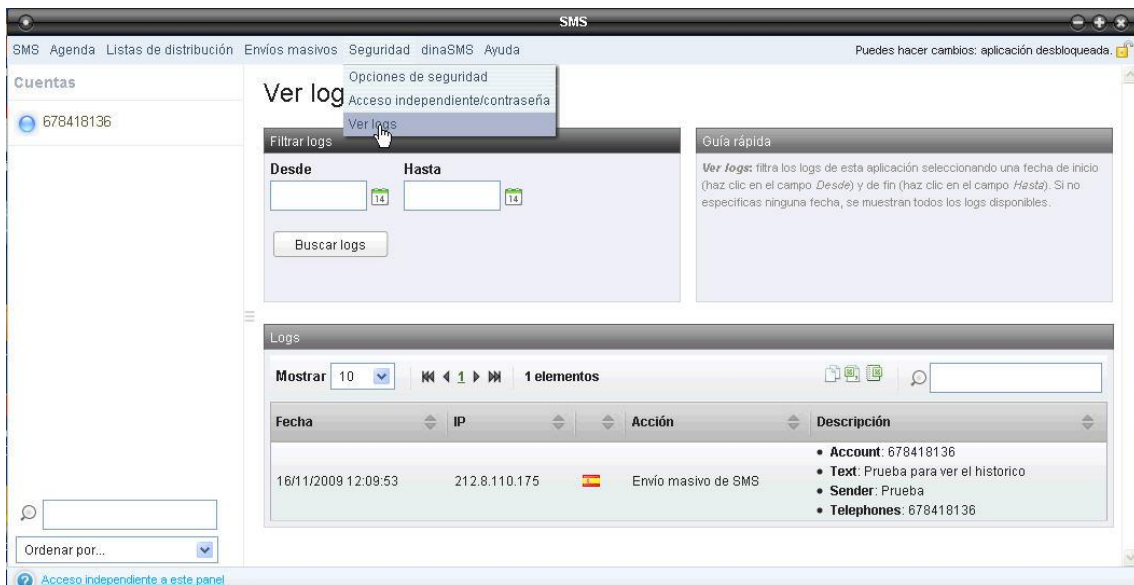 SMS
SMS Agenda Listas de distribución Envíos masivos Seguridad dinaSMS Ayuda Puedes hacer cambios: aplicación desbloqueada.
Cuentas
678418136
Opciones de seguridad
Acceso independiente/contraseña
Ver logs
Ver log
Filtrar logs
Desde Hasta
14 14
Buscar logs
Guía rápida
Ver logs: filtra los logs de esta aplicación seleccionando una fecha de inicio
(haz clic en el campo Desde) y de fin (haz clic en el campo Hasta). Si no
especificas ninguna fecha, se muestran todos los logs disponibles.
Logs
Mostrar 10 1 1 elementos
Fecha IP Acción Descripción
16/11/2009 12:09:53 212.8.110.175 Envío masivo de SMS
Account: 678418136
Text: Prueba para ver el historico
Sender: Prueba
Telephones: 678418136
Ordenar por...
Acceso independiente a este panel